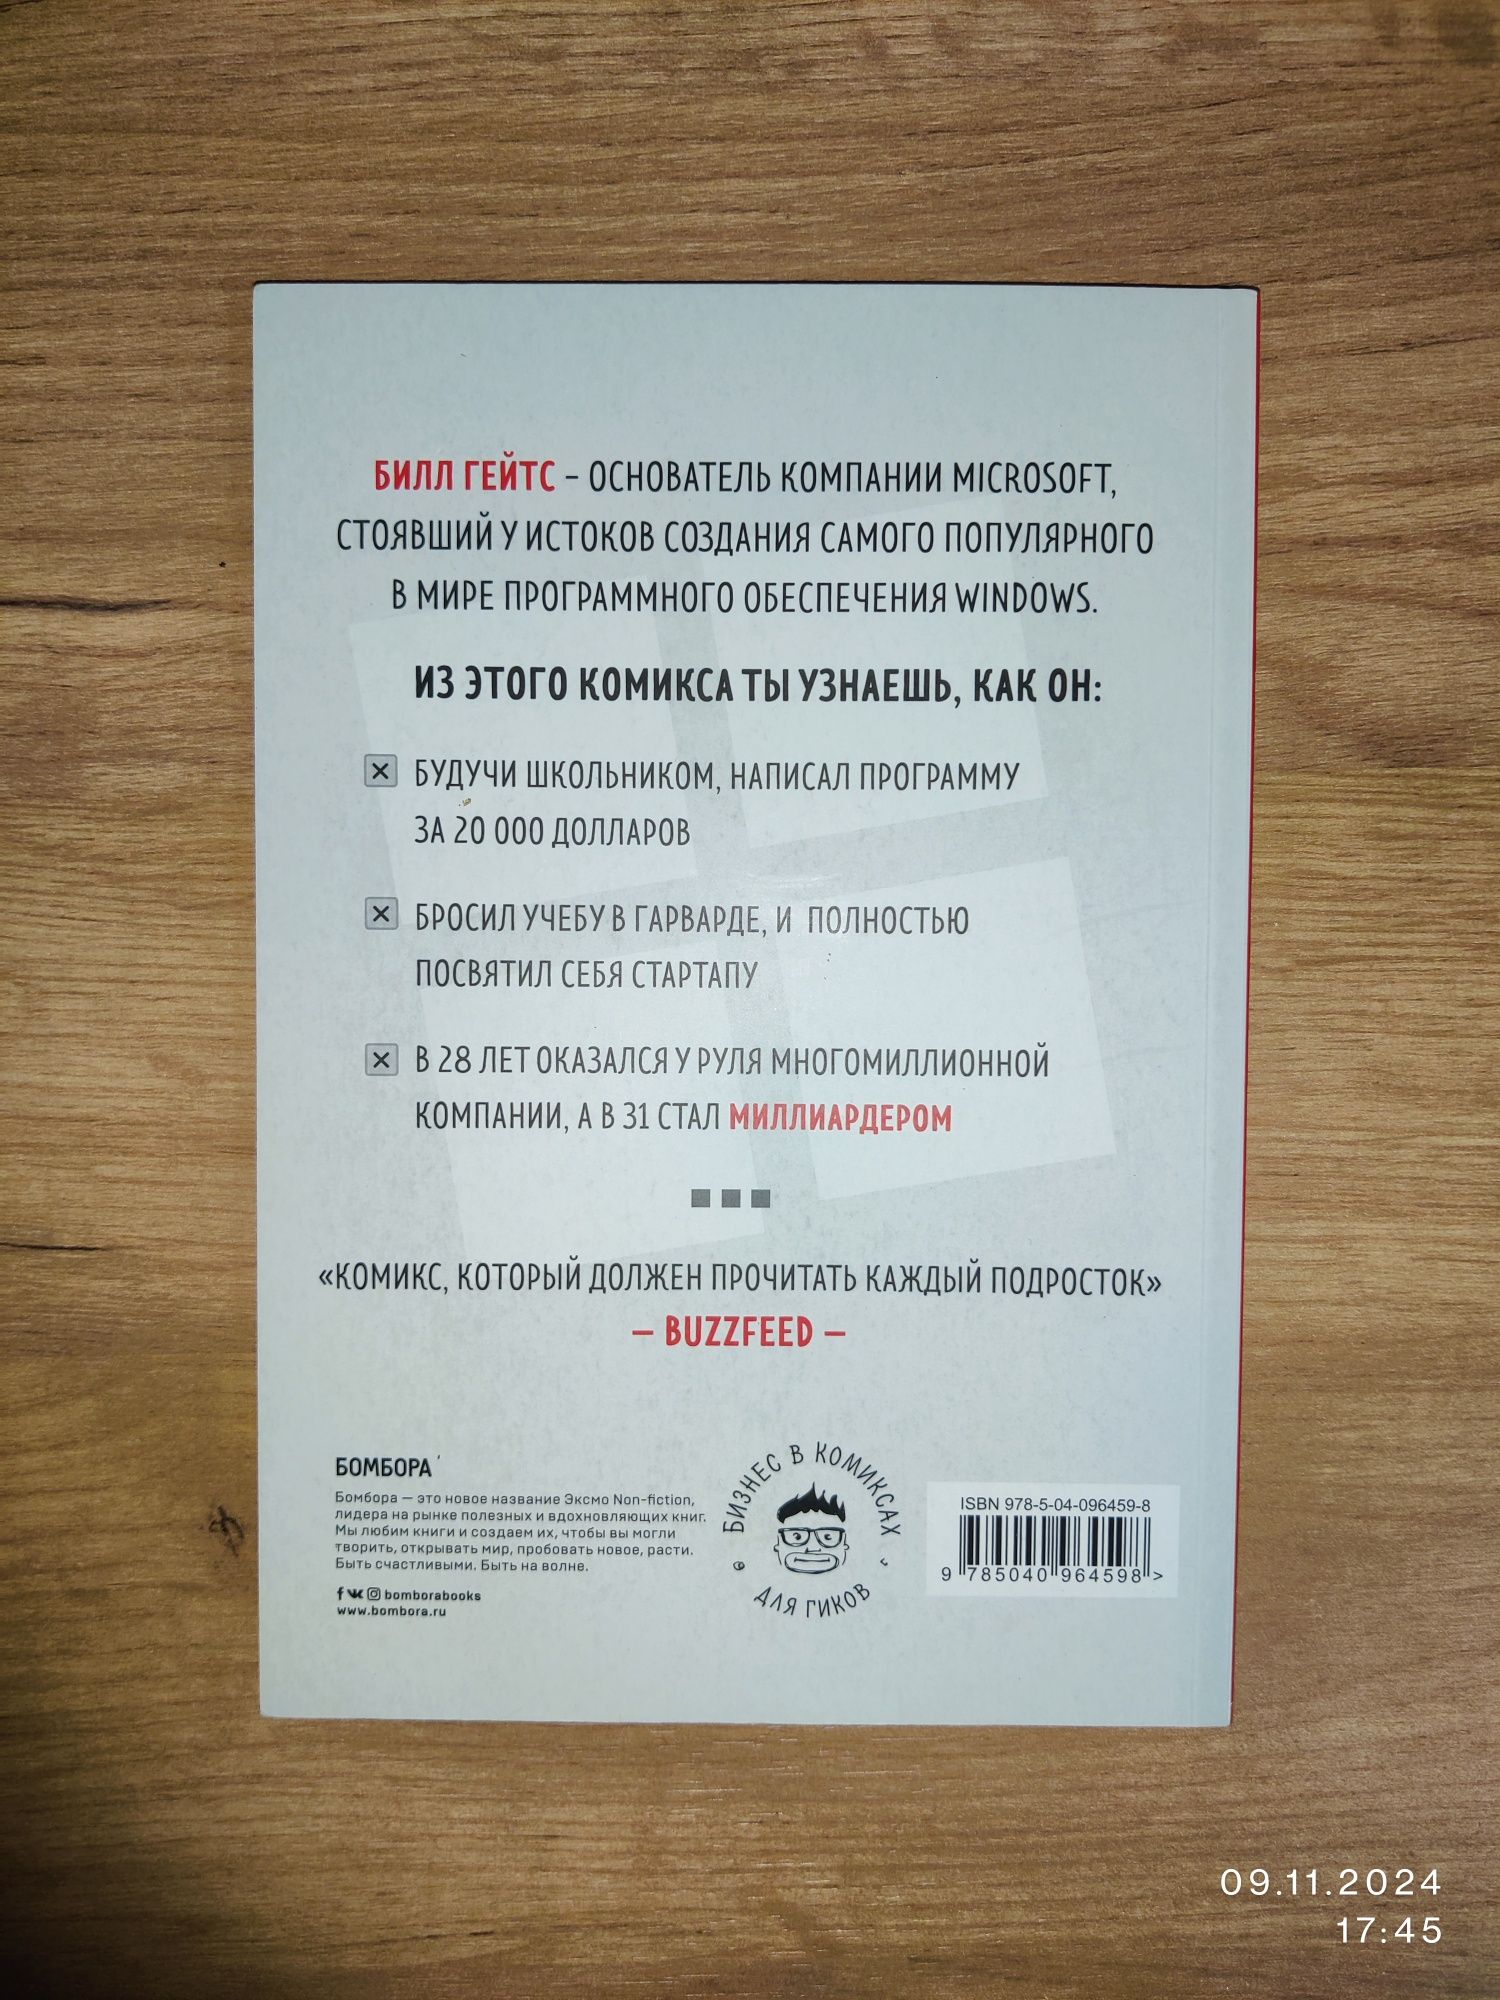 БИЛЛ ГЕЙТС – ОСНОВАТЕЛЬ КОМПАНИИ MICROSOFT,
СТОЯВШИЙ У ИСТОКОВ СОЗДАНИЯ САМОГО ПОПУЛЯРНОГО
В МИРЕ ПРОГРАММНОГО ОБЕСПЕЧЕНИЯ WINDOWS.
ИЗ ЭТОГО КОМИКСА ТЫ УЗНАЕШЬ, КАК ОН:
БУДУЧИ ШКОЛЬНИКОМ, НАПИСАЛ ПРОГРАММУ
ЗА 20 000 ДОЛЛАРОВ
БРОСИЛ УЧЕБУ В ГАРВАРДЕ, И ПОЛНОСТЬЮ
ПОСВЯТИЛ СЕБЯ СТАРТАПУ
В 28 ЛЕТ ОКАЗАЛСЯ У РУЛЯ МНОГОМИЛЛИОННОЙ
КОМПАНИИ, А В 31 СТАЛ МИЛЛИАРДЕРОМ
«КОМИКС, КОТОРЫЙ ДОЛЖЕН ПРОЧИТАТЬ КАЖДЫЙ ПОДРОСТОК»
— BUZZFEED —
БОМБОРА
Бомбора — это новое название Эксмо Non-fiction,
лидера на рынке полезных и вдохновляющих книг.
Мы любим книги и создаем их, чтобы вы могли
творить, открывать мир, пробовать новое, расти.
Быть счастливыми. Быть на волне.
bomborabooks
www.bombora.ru
БИЗНЕС В КОМИКСАХ
ДЛЯ ГИКОВ
ISBN 978-5-04-096459-8
9 785040 964598 >
09.11.2024
17:45